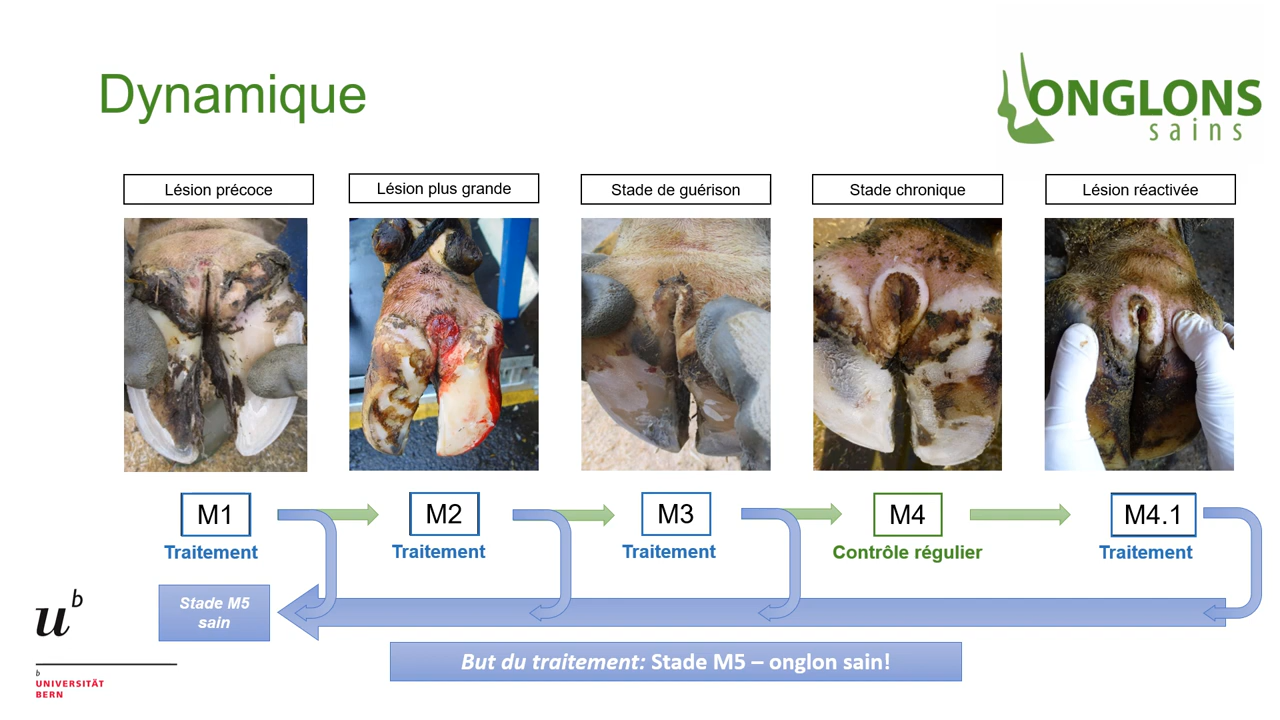 Dynamique
ONGLONS
sains
Lésion précoce
Lésion plus grande
Stade de guérison
Stade chronique
Lésion réactivée
M1
M2
M3
M4
M4.1
Traitement
Traitement
Traitement
Contrôle régulier
Traitement
Stade M5
sain
But du traitement: Stade M5 – onglon sain!
u b
b
UNIVERSITÄT
BERN